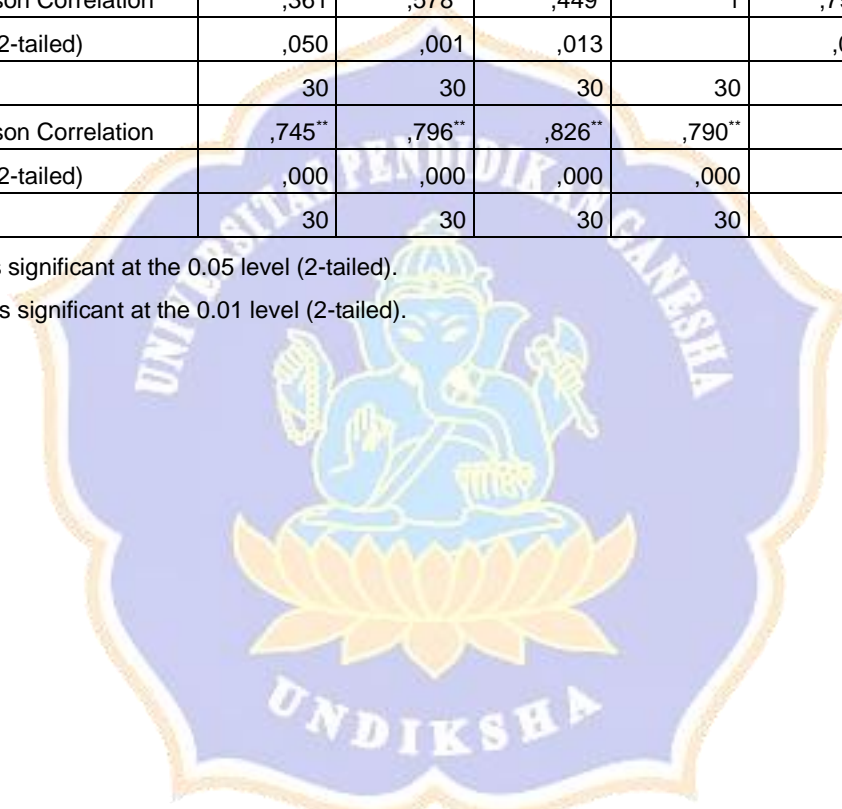 son Correlation ,361 ,578 ,449 1 ,79
2-tailed) ,050 ,001 ,013
30 30 30 30
son Correlation ,745** ,796** ,826** ,790**
2-tailed) ,000 ,000 ,000 ,000
30 30 30 30
s significant at the 0.05 level (2-tailed).
s significant at the 0.01 level (2-tailed).
UNIVERSITAS PENDIDIKAN GANESHA
UNDIKSHA